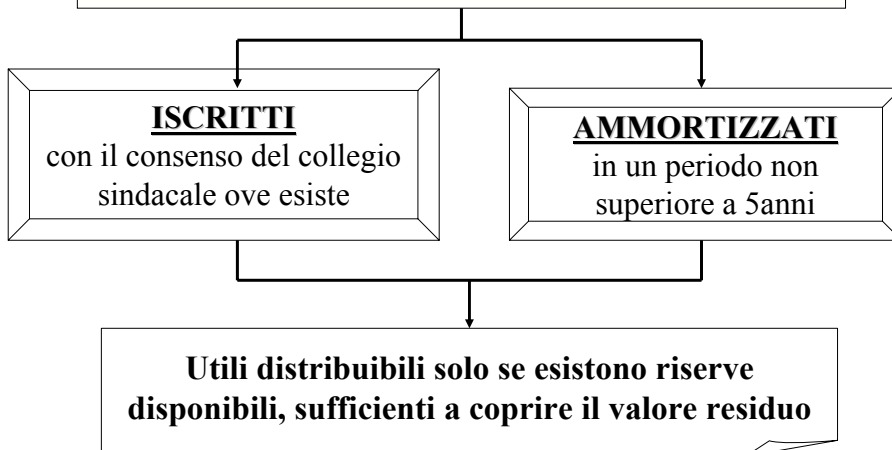 ISCRITTI
con il consenso del collegio
sindacale ove esiste
AMMORTIZZATI
in un periodo non
superiore a 5anni
Utili distribuibili solo se esistono riserve
disponibili, sufficienti a coprire il valore residuo